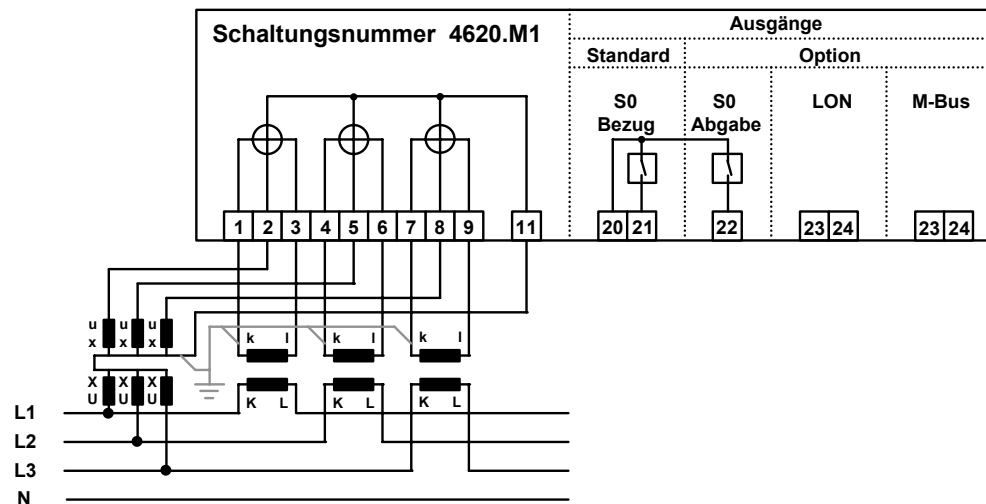 Schaltungsnummer 4620.M1
Ausgänge
Standard
Option
S0
Bezug
S0
Abgabe
LON
M-Bus
1 2 3 4 5 6 7 8 9 11 20 21 22 23 24 23 24
u u u
x x x
k l k l k l
X X X
U U U
K L K L K L
L1
L2
L3
N